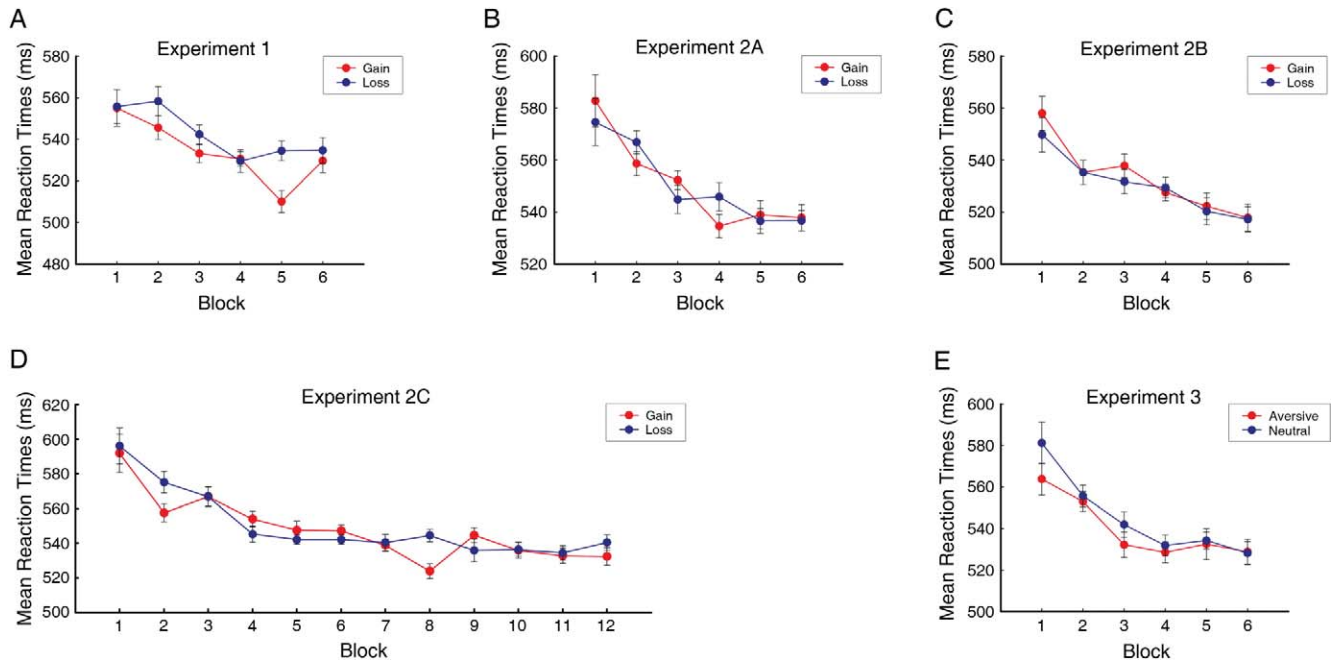 A
Experiment 1
Mean Reaction Times (ms)
580
560
540
520
500
480
Gain
Loss
1 2 3 4 5 6
Block
B
Experiment 2A
Mean Reaction Times (ms)
600
580
560
540
520
Gain
Loss
1 2 3 4 5 6
Block
C
Experiment 2B
Mean Reaction Times (ms)
580
560
540
520
500
Gain
Loss
1 2 3 4 5 6
Block
D
Experiment 2C
Mean Reaction Times (ms)
620
600
580
560
540
520
500
Gain
Loss
1 2 3 4 5 6 7 8 9 10 11 12
Block
E
Experiment 3
Mean Reaction Times (ms)
600
580
560
540
520
500
Aversive
Neutral
1 2 3 4 5 6
Block